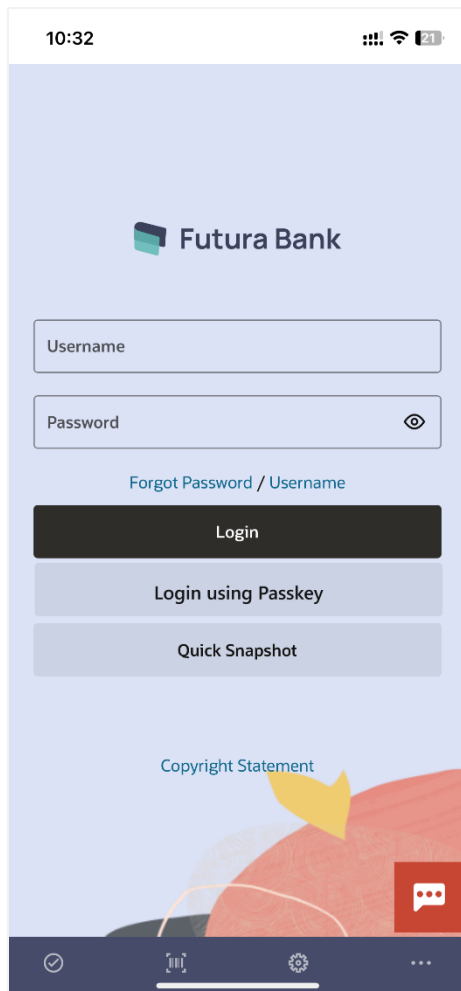 10:32
21
Futura Bank
Username
Password
Forgot Password / Username
Login
Login using Passkey
Quick Snapshot
Copyright Statement